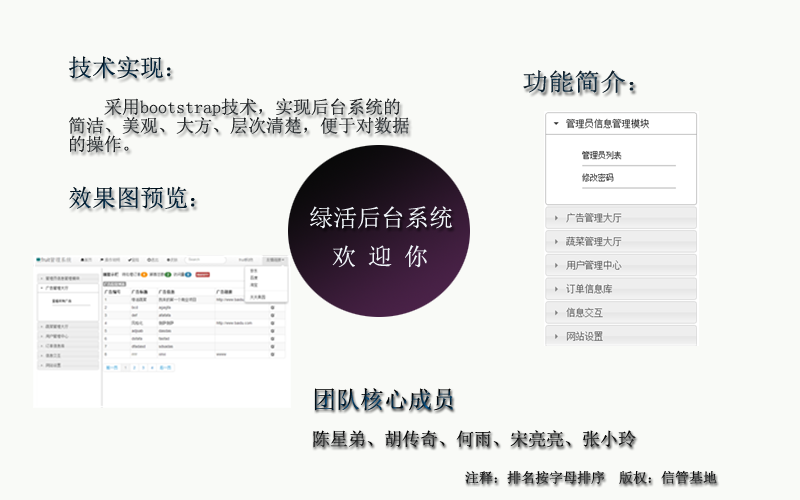 技术实现：
采用bootstrap技术，实现后台系统的
简洁、美观、大方、层次清楚，便于对数据
的操作。
效果图预览：
绿活后台系统
欢 迎 你
功能简介：
管理员信息管理模块
管理员列表
修改密码
广告管理大厅
蔬菜管理大厅
用户管理中心
订单信息库
信息交互
网站设置
团队核心成员
陈星弟、胡传奇、何雨、宋亮亮、张小玲
注释：排名按字母排序 版权：信管基地